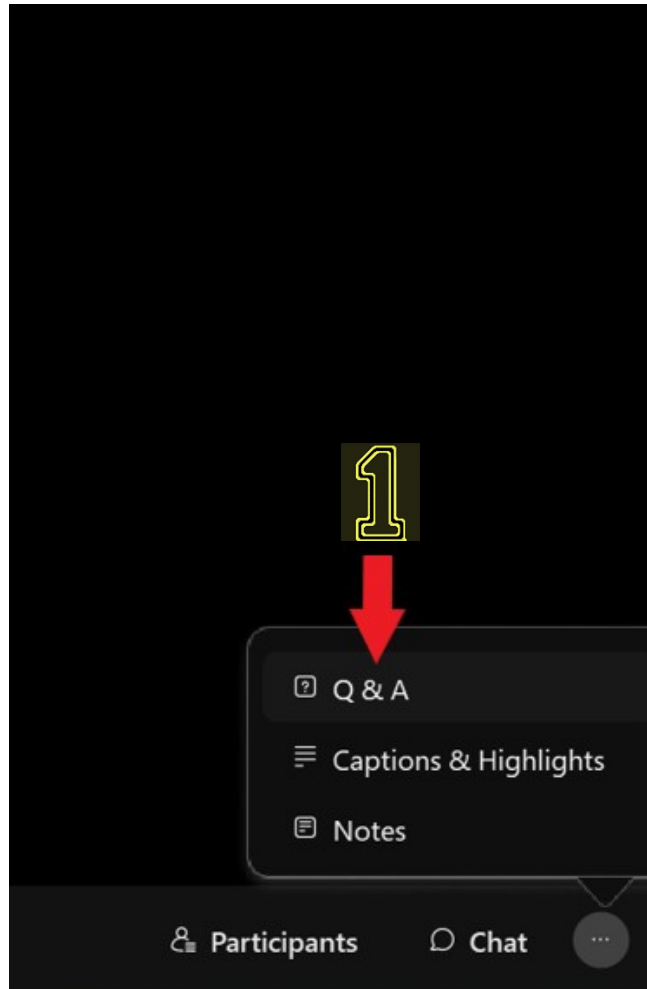 1
Q & A
Captions & Highlights
Notes
Participants Chat ...